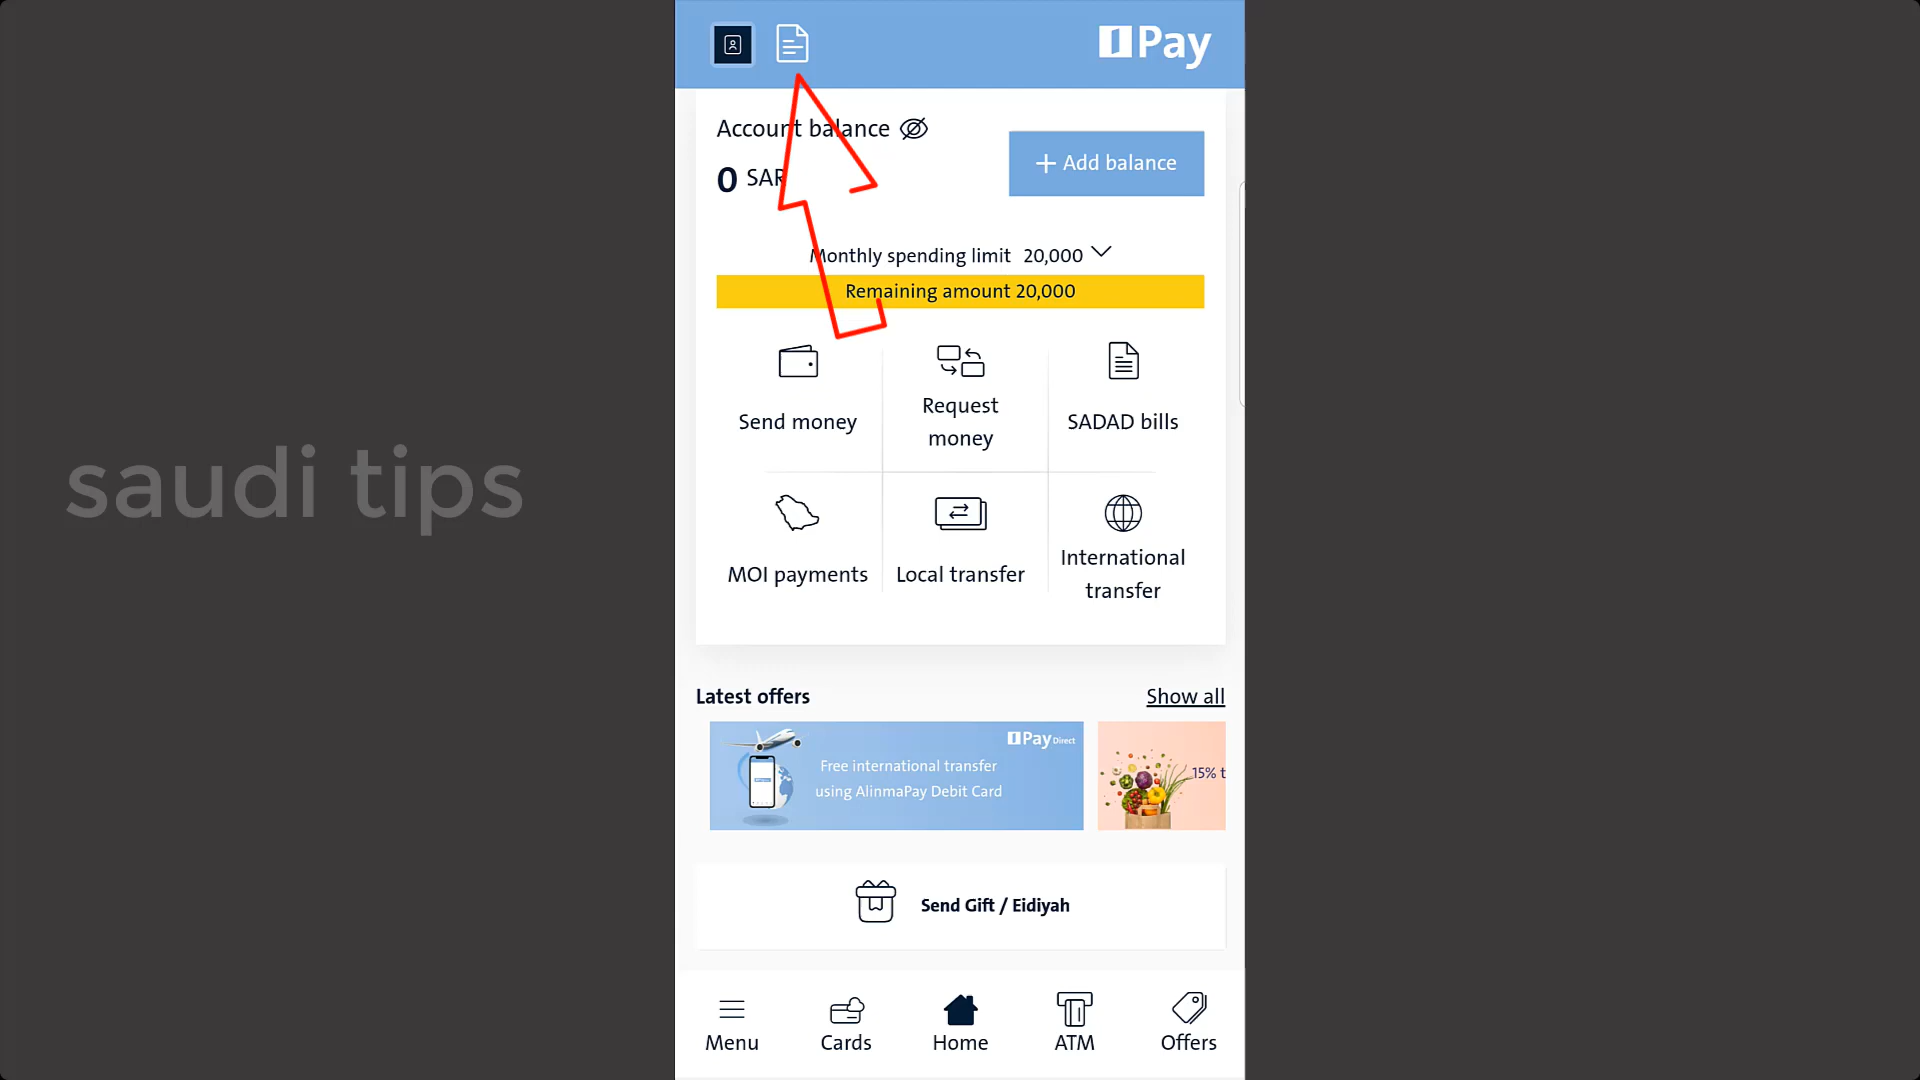 Pay
Account balance
0 SAR
+ Add balance
Monthly spending limit 20,000
Remaining amount 20,000
Send money
Request
money
SADAD bills
MOI payments
Local transfer
International
transfer
saudi tips
Latest offers
Show all
Pay Direct
Free international transfer
using AlinmaPay Debit Card
15% t
Send Gift / Eidiyah
Menu
Cards
Home
ATM
Offers